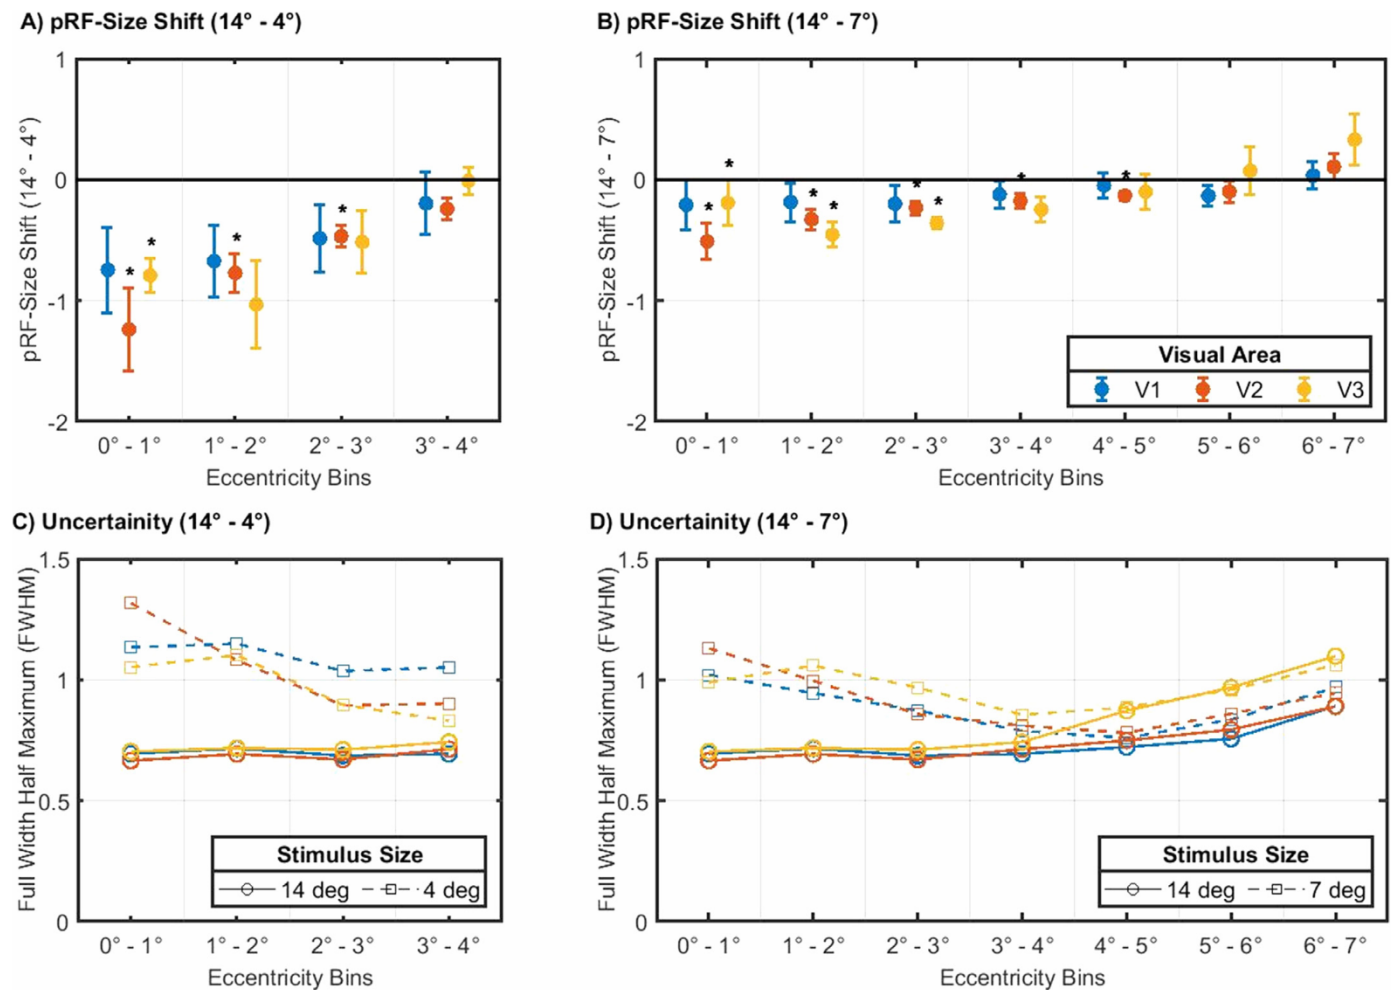 A) pRF-Size Shift (14° - 4°)
pRF-Size Shift (14° - 4°)
1
0
-1
-2
*
*
*
*
0° - 1°
1° - 2°
2° - 3°
3° - 4°
Eccentricity Bins
B) pRF-Size Shift (14° - 7°)
pRF-Size Shift (14° - 7°)
1
0
-1
-2
*
*
*
*
*
*
*
*
0° - 1°
1° - 2°
2° - 3°
3° - 4°
4° - 5°
5° - 6°
6° - 7°
Eccentricity Bins
Visual Area
V1 V2 V3
C) Uncertainity (14° - 4°)
Full Width Half Maximum (FWHM)
1.5
1
0.5
0
0° - 1°
1° - 2°
2° - 3°
3° - 4°
Eccentricity Bins
Stimulus Size
14 deg 4 deg
D) Uncertainity (14° - 7°)
Full Width Half Maximum (FWHM)
1.5
1
0.5
0
0° - 1°
1° - 2°
2° - 3°
3° - 4°
4° - 5°
5° - 6°
6° - 7°
Eccentricity Bins
Stimulus Size
14 deg 7 deg